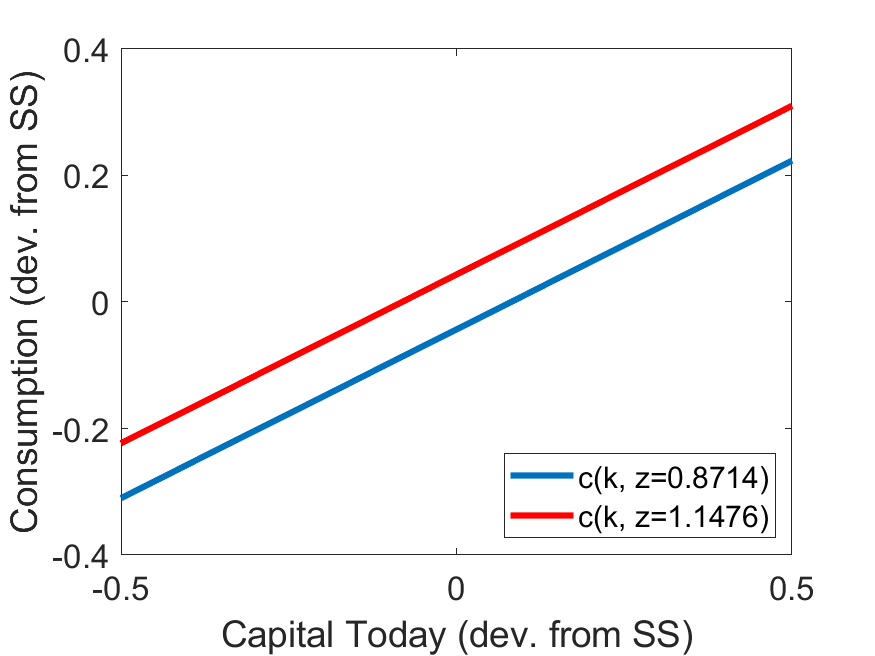 0.4
0.2
0
-0.2
-0.4
Consumption (dev. from SS)
c(k, z=0.8714)
c(k, z=1.1476)
-0.5
0
0.5
Capital Today (dev. from SS)